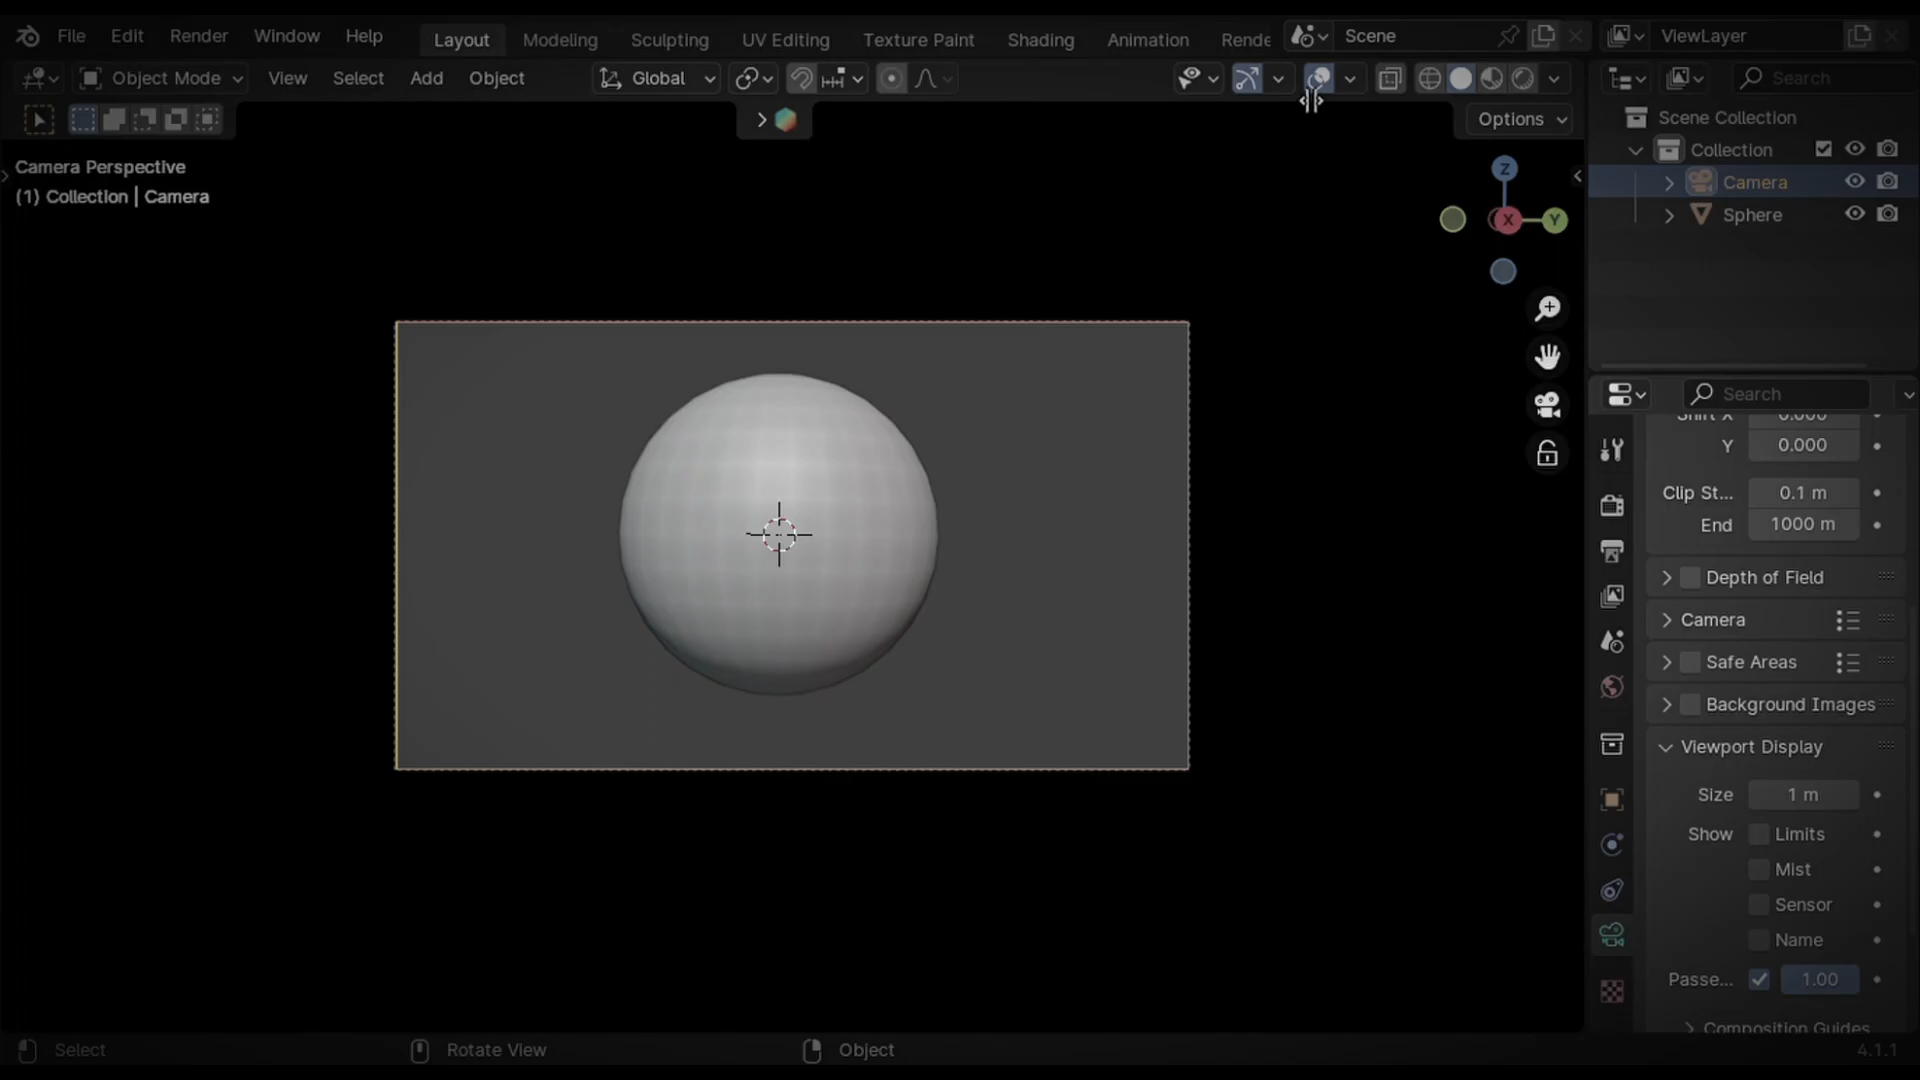 File Edit Render Window Help Layout Modeling Sculpting UV Editing Texture Paint Shading Animation Rende Scene ViewLayer
Object Mode View Select Add Object Global Search
Options
Camera Perspective
(1) Collection | Camera
Z
X
Y
Scene Collection
Collection
Camera
Sphere
Search
Shift X 0.000
Y 0.000
Clip St... 0.1 m
End 1000 m
Depth of Field
Camera
Safe Areas
Background Images
Viewport Display
Size 1 m
Show Limits
Mist
Sensor
Name
Passe... 1.00
Composition Guides
Select Rotate View Object 4.1.1